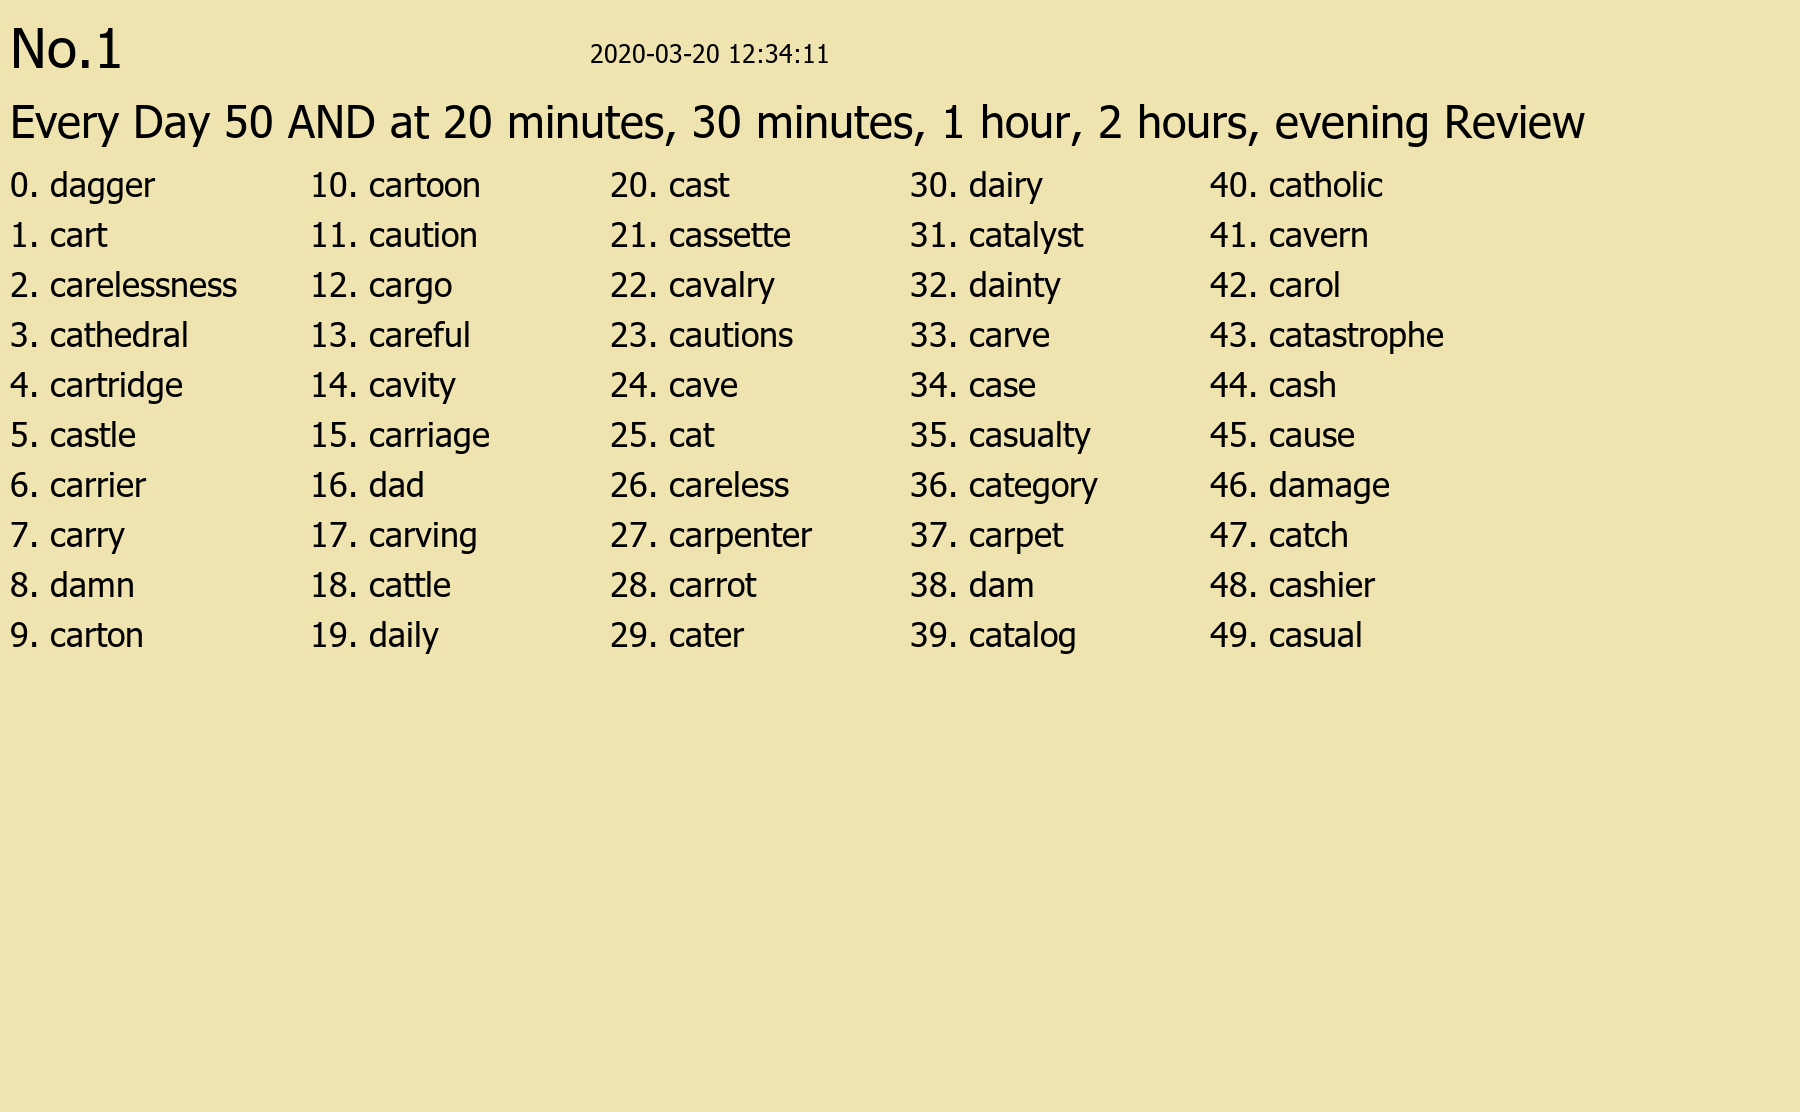 No.1 2020-03-20 12:34:11
Every Day 50 AND at 20 minutes, 30 minutes, 1 hour, 2 hours, evening Review
0. dagger 10. cartoon 20. cast 30. dairy 40. catholic
1. cart 11. caution 21. cassette 31. catalyst 41. cavern
2. carelessness 12. cargo 22. cavalry 32. dainty 42. carol
3. cathedral 13. careful 23. cautions 33. carve 43. catastrophe
4. cartridge 14. cavity 24. cave 34. case 44. cash
5. castle 15. carriage 25. cat 35. casualty 45. cause
6. carrier 16. dad 26. careless 36. category 46. damage
7. carry 17. carving 27. carpenter 37. carpet 47. catch
8. damn 18. cattle 28. carrot 38. dam 48. cashier
9. carton 19. daily 29. cater 39. catalog 49. casual